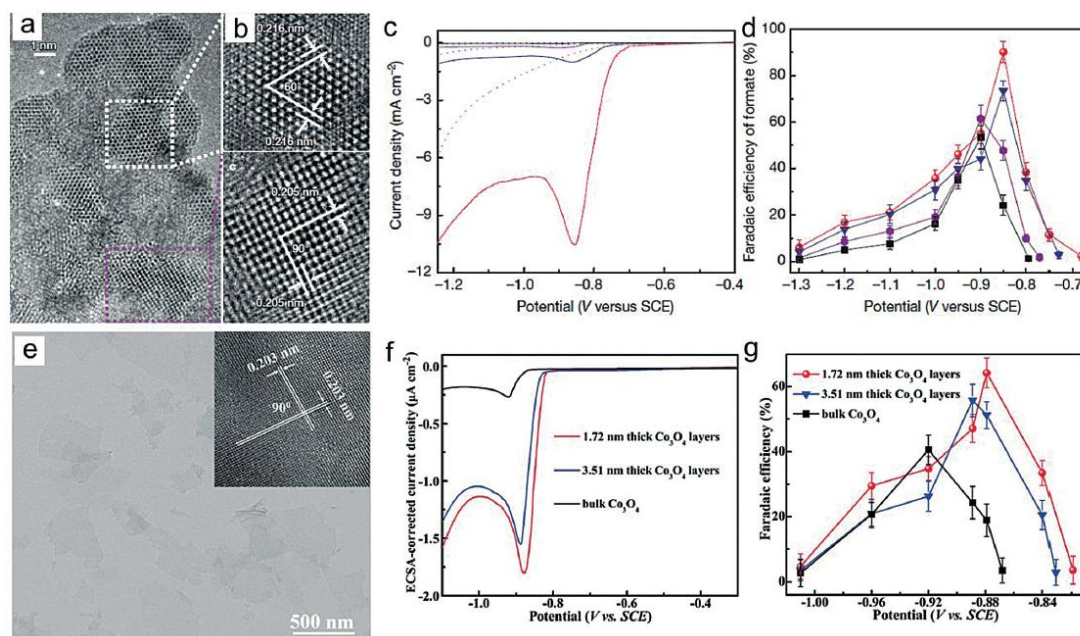 a
1 nm
b
0.216 nm
60°
0.216 nm
c
0.205 nm
90°
0.205 nm
c
Current density (mA cm⁻²)
0
−3
−6
−9
−12
−1.2 −1.0 −0.8 −0.6 −0.4
Potential (V versus SCE)
d
Faradaic efficiency of formate (%)
100
80
60
40
20
0
−1.3 −1.2 −1.1 −1.0 −0.9 −0.8 −0.7
Potential (V versus SCE)
e
0.203 nm
0.203 nm
90°
500 nm
f
ECSA-corrected current density (μA cm⁻²)
0.0
-0.5
-1.0
-1.5
-2.0
1.72 nm thick Co₃O₄ layers
3.51 nm thick Co₃O₄ layers
bulk Co₃O₄
-1.0 -0.8 -0.6 -0.4
Potential (V vs. SCE)
g
Faradaic efficiency (%)
60
40
20
0
1.72 nm thick Co₃O₄ layers
3.51 nm thick Co₃O₄ layers
bulk Co₃O₄
-1.00 -0.96 -0.92 -0.88 -0.84
Potential (V vs. SCE)